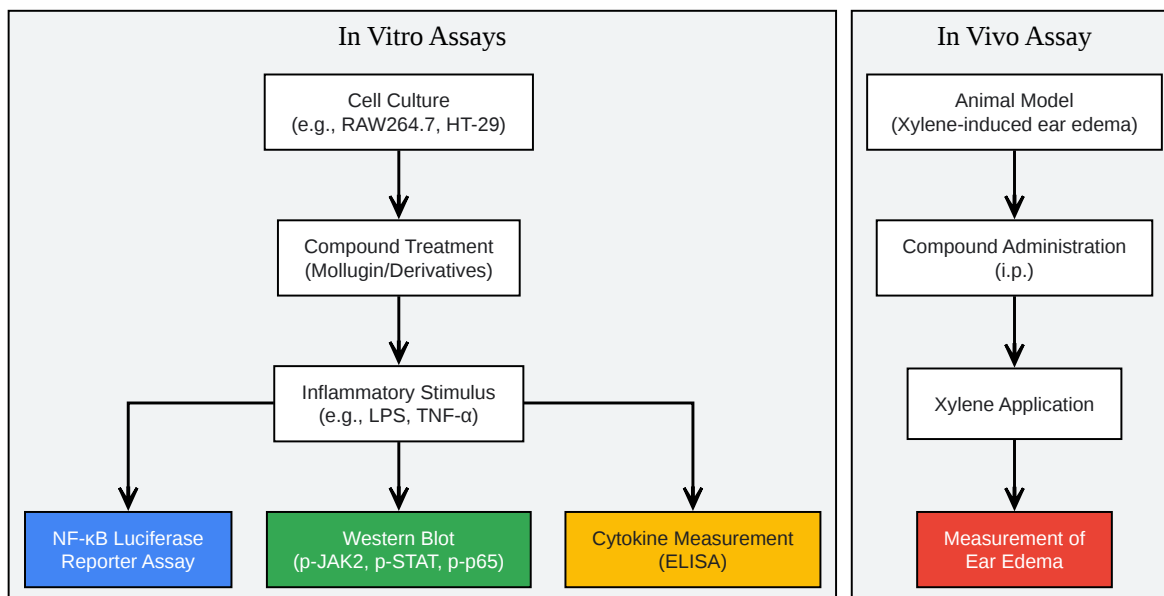 In Vitro Assays
Cell Culture
(e.g., RAW264.7, HT-29)
Compound Treatment
(Mollugin/Derivatives)
Inflammatory Stimulus
(e.g., LPS, TNF-α)
NF-κB Luciferase
Reporter Assay
Western Blot
(p-JAK2, p-STAT, p-p65)
Cytokine Measurement
(ELISA)
In Vivo Assay
Animal Model
(Xylene-induced ear edema)
Compound Administration
(i.p.)
Xylene Application
Measurement of
Ear Edema